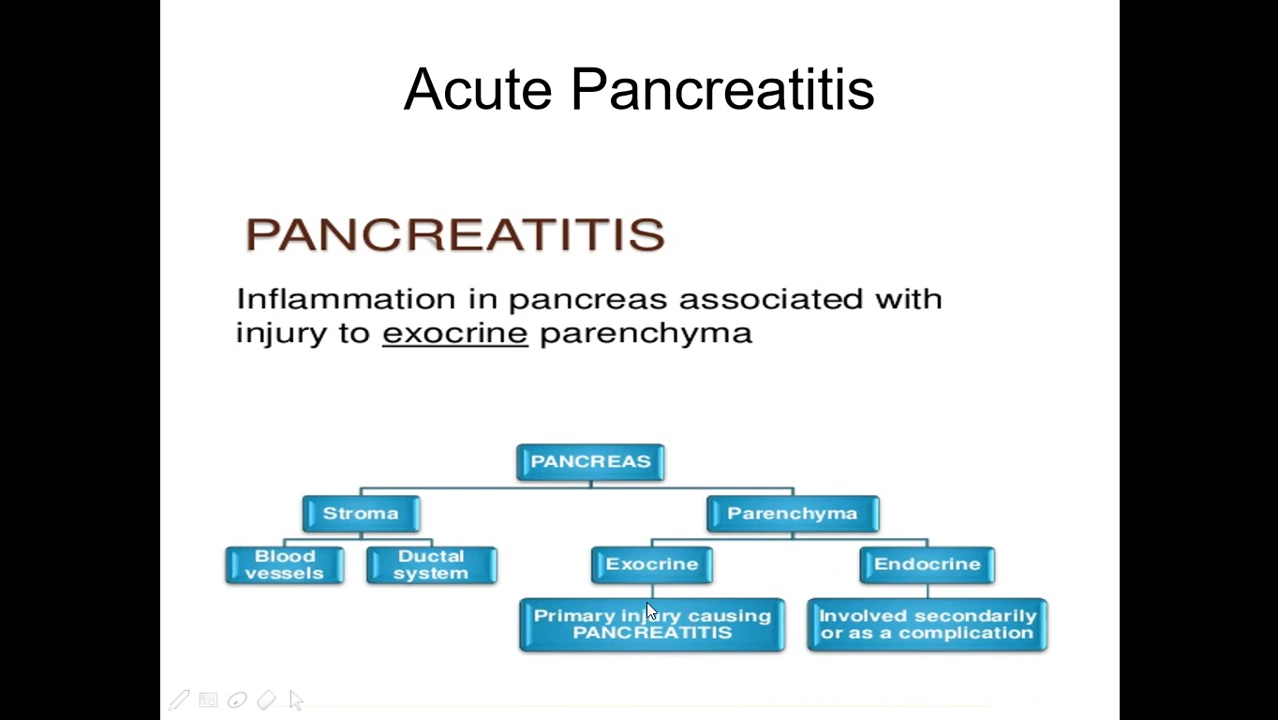 Acute Pancreatitis
PANCREATITIS
Inflammation in pancreas associated with
injury to exocrine parenchyma
PANCREAS
Stroma
Parenchyma
Blood
vessels
Ductal
system
Exocrine
Endocrine
Primary injury causing
PANCREATITIS
Involved secondarily
or as a complication